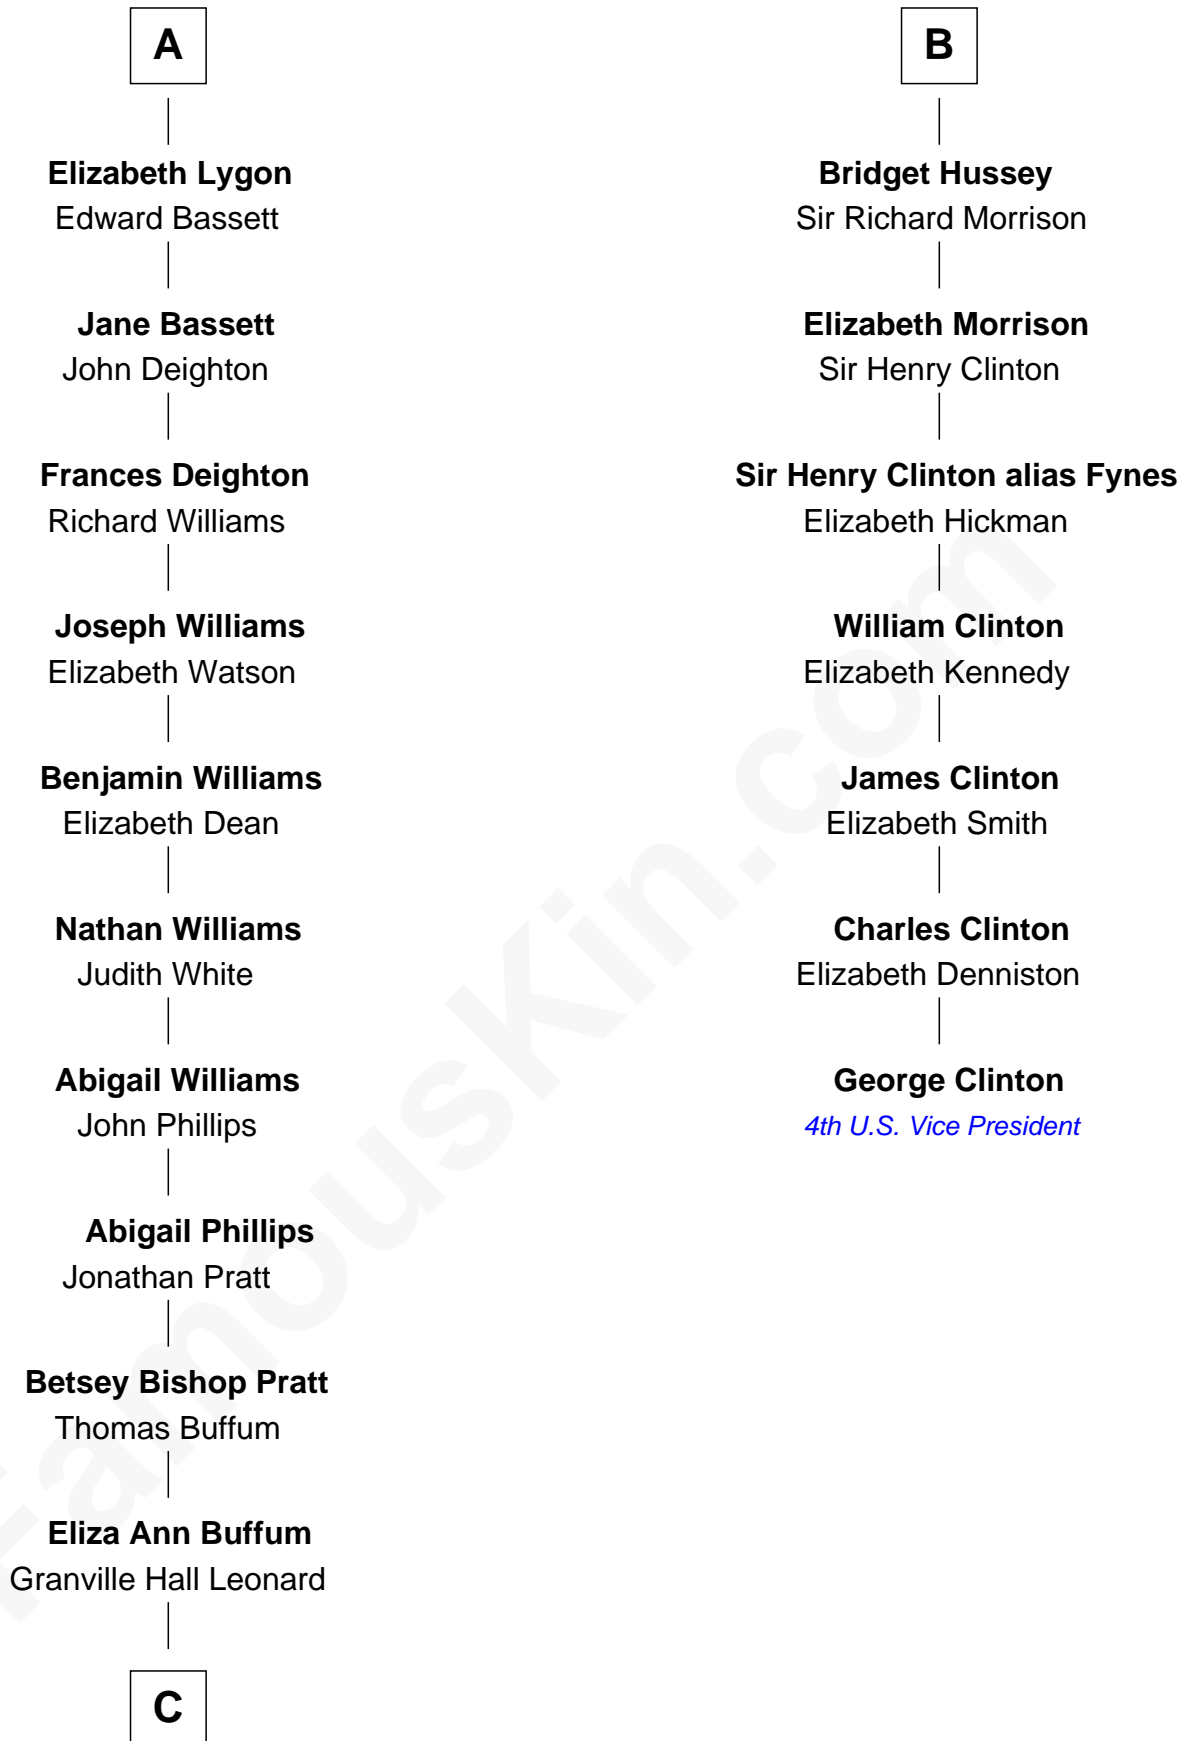 A
Elizabeth Lygon
Edward Bassett
Jane Bassett
John Deighton
Frances Deighton
Richard Williams
Joseph Williams
Elizabeth Watson
Benjamin Williams
Elizabeth Dean
Nathan Williams
Judith White
Abigail Williams
John Phillips
Abigail Phillips
Jonathan Pratt
Betsey Bishop Pratt
Thomas Buffum
Eliza Ann Buffum
Granville Hall Leonard
C
B
Bridget Hussey
Sir Richard Morrison
Elizabeth Morrison
Sir Henry Clinton
Sir Henry Clinton alias Fynes
Elizabeth Hickman
William Clinton
Elizabeth Kennedy
James Clinton
Elizabeth Smith
Charles Clinton
Elizabeth Denniston
George Clinton
4th U.S. Vice President
FamousKin.com